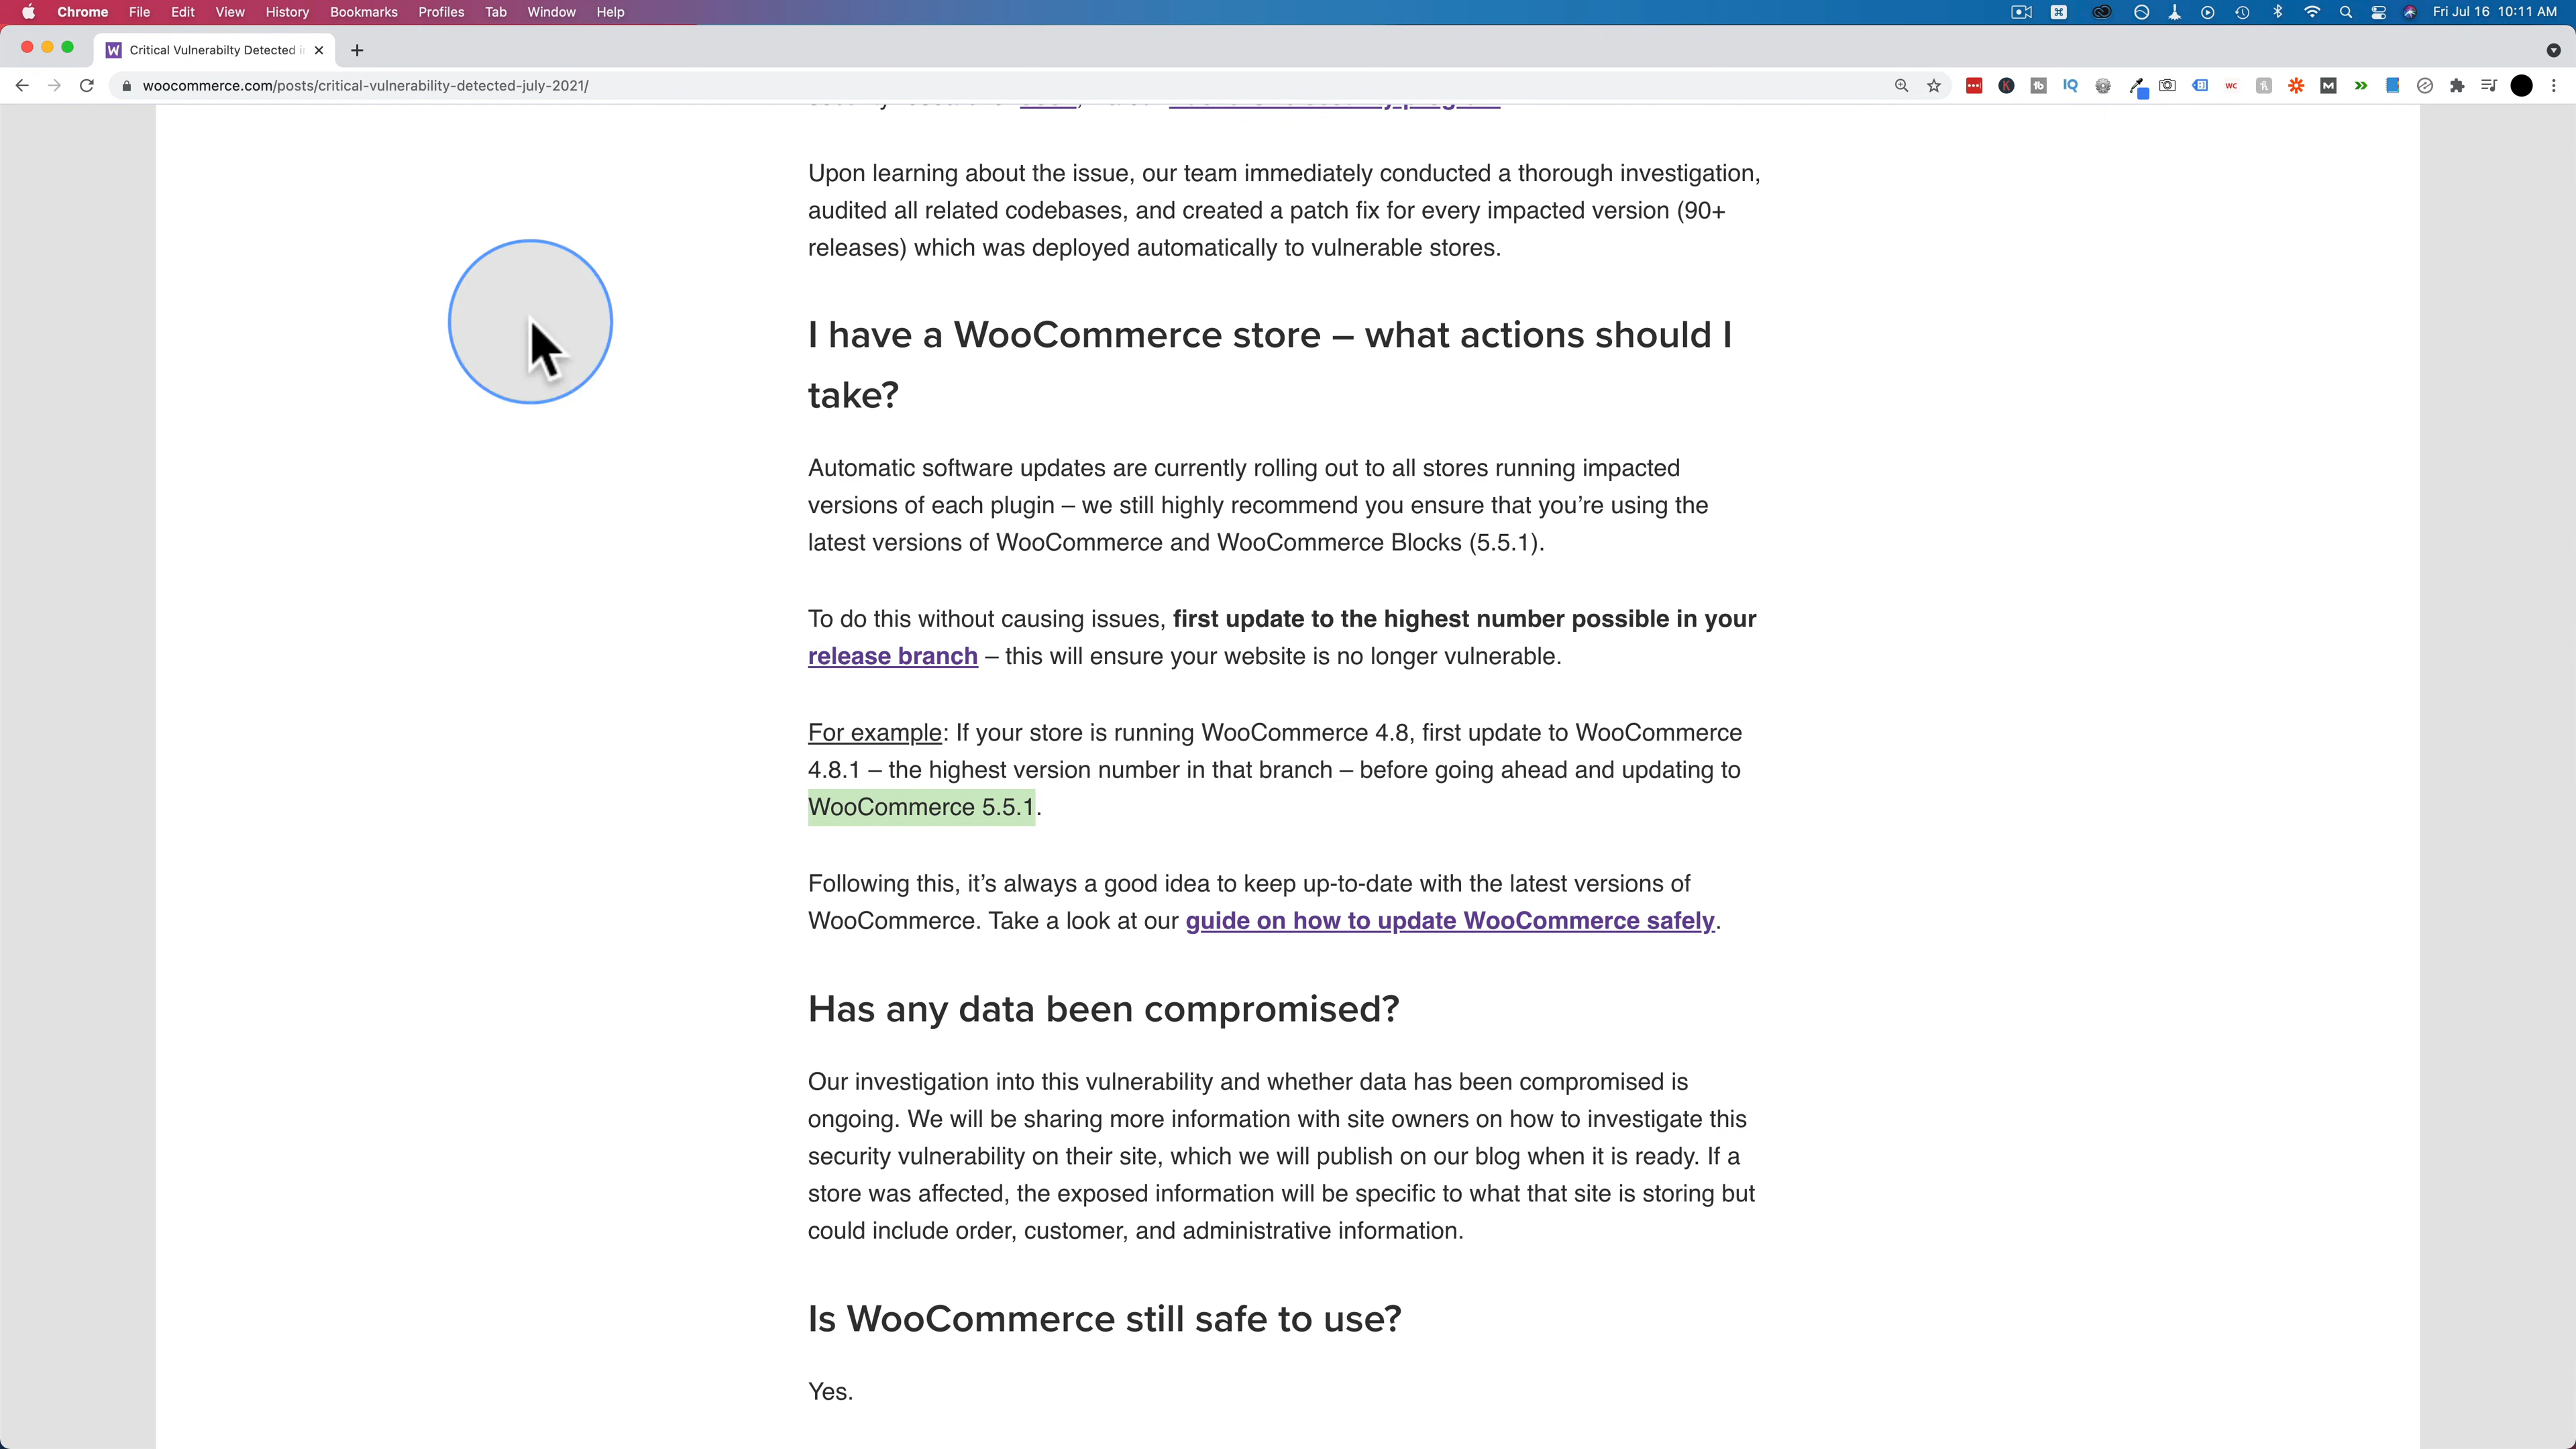 Chrome File Edit View History Bookmarks Profiles Tab Window Help Fri Jul 16 10:11 AM
Critical Vulnerabilty Detected i
woocommerce.com/posts/critical-vulnerability-detected-july-2021/
Upon learning about the issue, our team immediately conducted a thorough investigation,
audited all related codebases, and created a patch fix for every impacted version (90+
releases) which was deployed automatically to vulnerable stores.
I have a WooCommerce store – what actions should I
take?
Automatic software updates are currently rolling out to all stores running impacted
versions of each plugin – we still highly recommend you ensure that you’re using the
latest versions of WooCommerce and WooCommerce Blocks (5.5.1).
To do this without causing issues, first update to the highest number possible in your
release branch – this will ensure your website is no longer vulnerable.
For example: If your store is running WooCommerce 4.8, first update to WooCommerce
4.8.1 – the highest version number in that branch – before going ahead and updating to
WooCommerce 5.5.1.
Following this, it’s always a good idea to keep up-to-date with the latest versions of
WooCommerce. Take a look at our guide on how to update WooCommerce safely.
Has any data been compromised?
Our investigation into this vulnerability and whether data has been compromised is
ongoing. We will be sharing more information with site owners on how to investigate this
security vulnerability on their site, which we will publish on our blog when it is ready. If a
store was affected, the exposed information will be specific to what that site is storing but
could include order, customer, and administrative information.
Is WooCommerce still safe to use?
Yes.